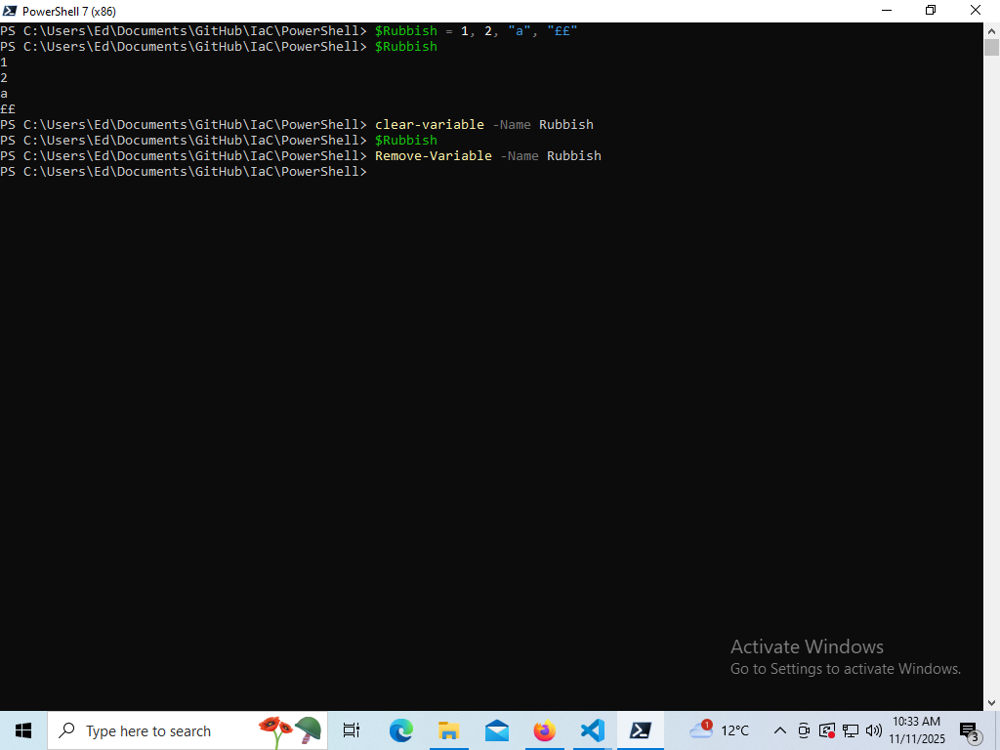 PowerShell 7 (x86)
PS C:\Users\Ed\Documents\GitHub\IaC\PowerShell> $Rubbish = 1, 2, "a", "££"
PS C:\Users\Ed\Documents\GitHub\IaC\PowerShell> $Rubbish
1
2
a
££
PS C:\Users\Ed\Documents\GitHub\IaC\PowerShell> clear-variable -Name Rubbish
PS C:\Users\Ed\Documents\GitHub\IaC\PowerShell> $Rubbish
PS C:\Users\Ed\Documents\GitHub\IaC\PowerShell> Remove-Variable -Name Rubbish
PS C:\Users\Ed\Documents\GitHub\IaC\PowerShell>
Activate Windows
Go to Settings to activate Windows.
Type here to search
1
12°C
10:33 AM
11/11/2025
3